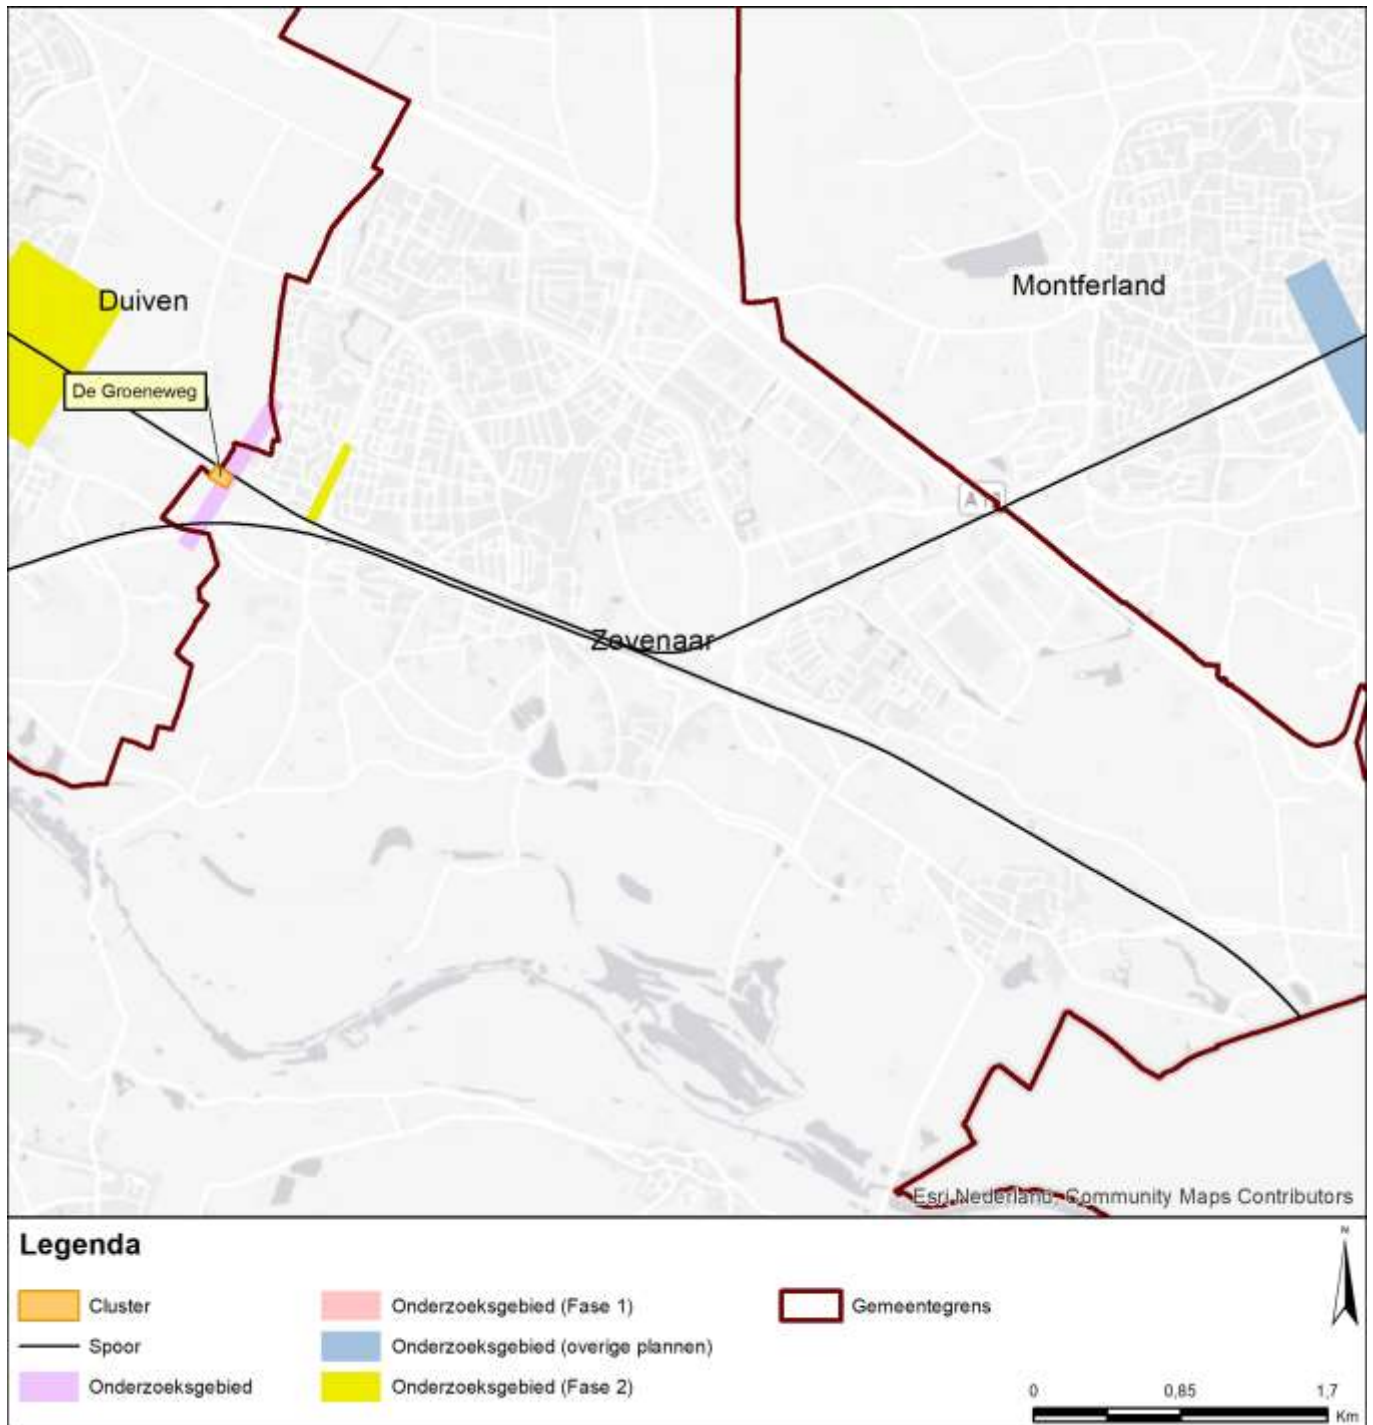 Duiven
Montferland
De Groeneweg
Zevenaar
Esri Nederland, Community Maps Contributors
Legenda
N
Cluster
Onderzoeksgebied (Fase 1)
Gemeentegrens
Spoor
Onderzoeksgebied (overige plannen)
Onderzoeksgebied
Onderzoeksgebied (Fase 2)
0 0,85 1,7
Km